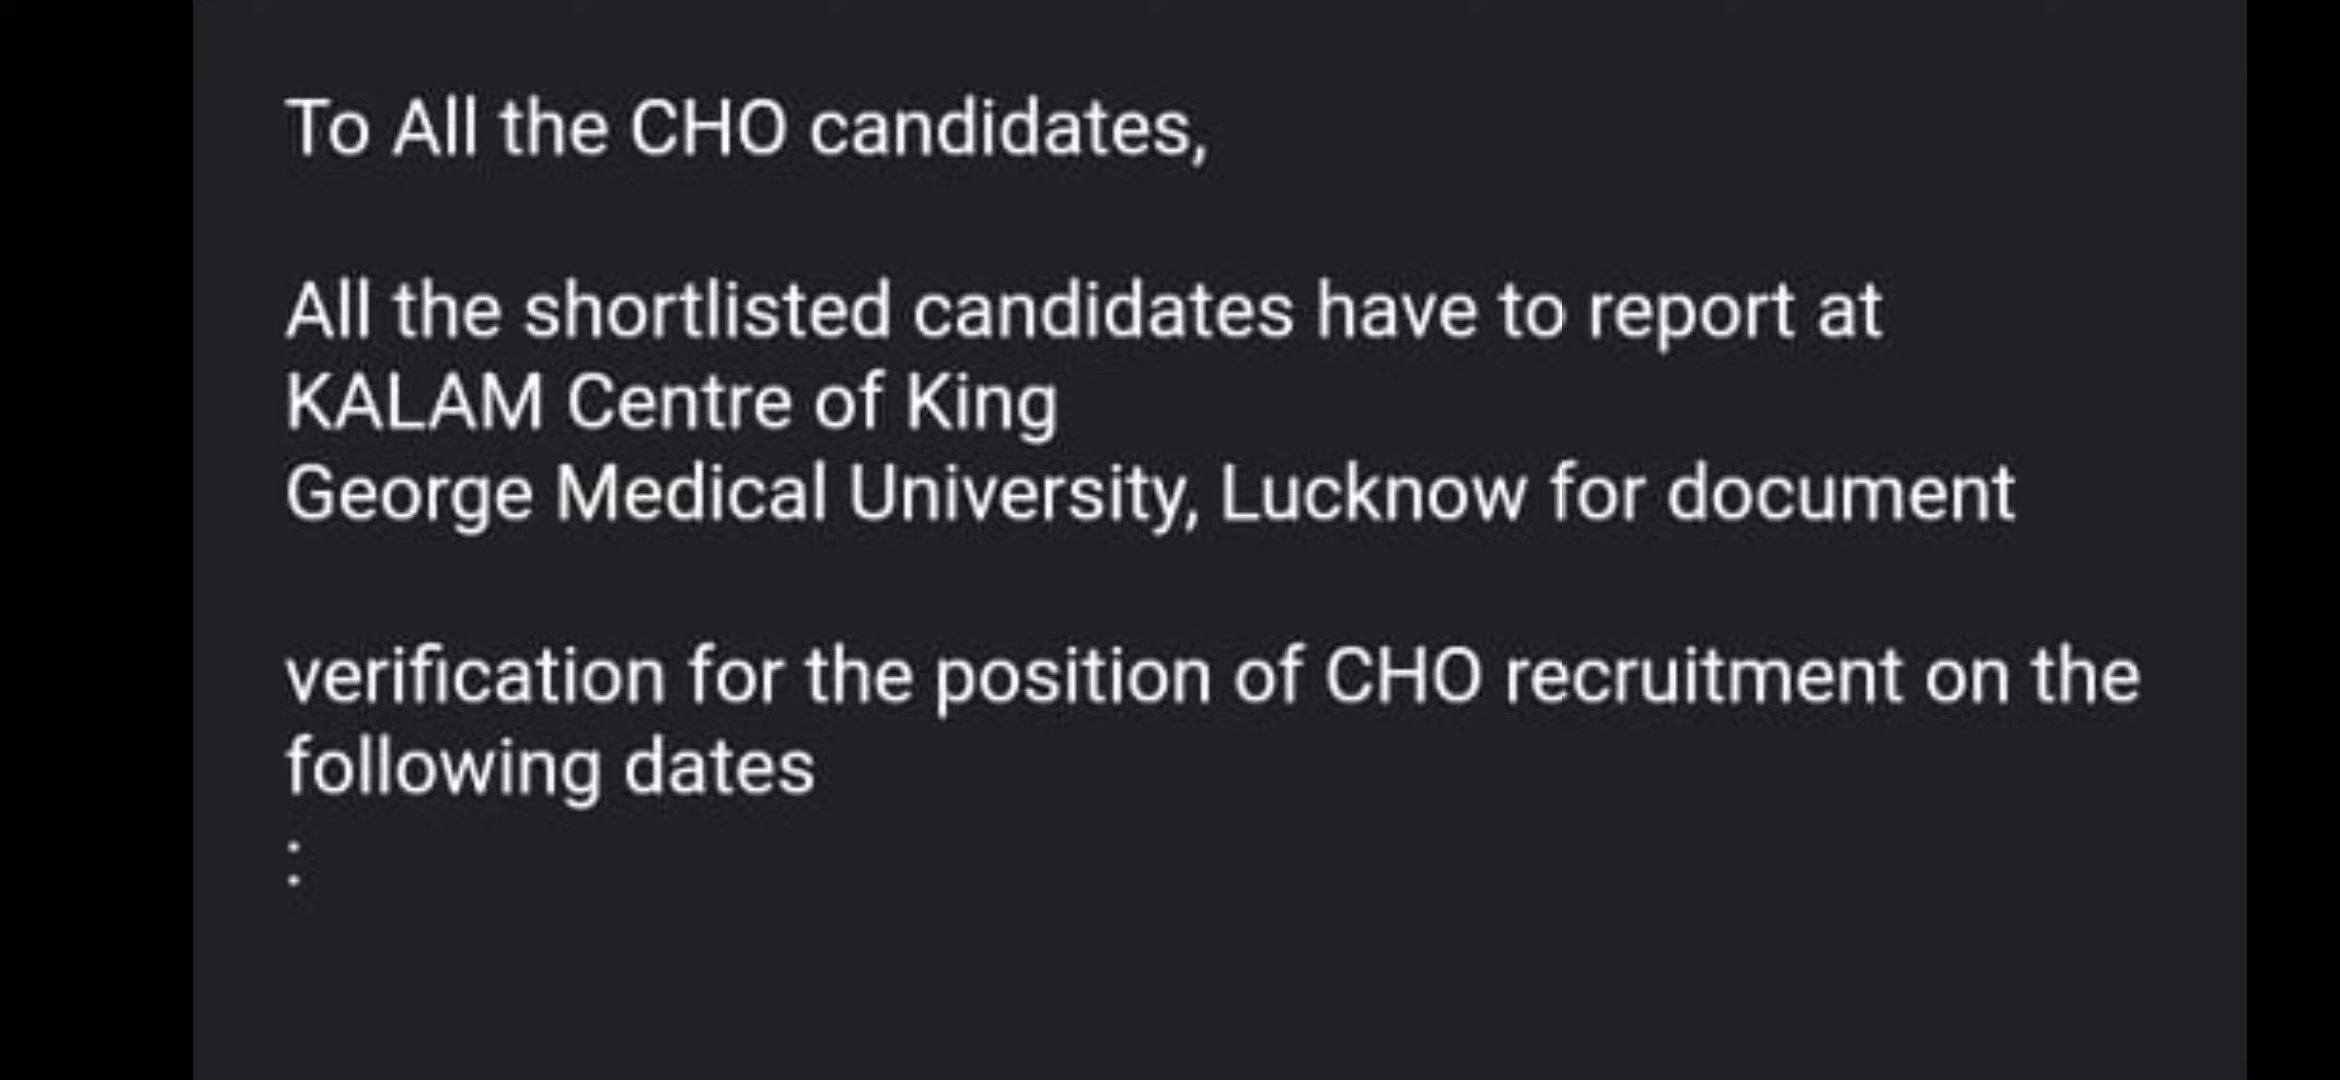 To All the CHO candidates,
All the shortlisted candidates have to report at
KALAM Centre of King
George Medical University, Lucknow for document
verification for the position of CHO recruitment on the
following dates
: